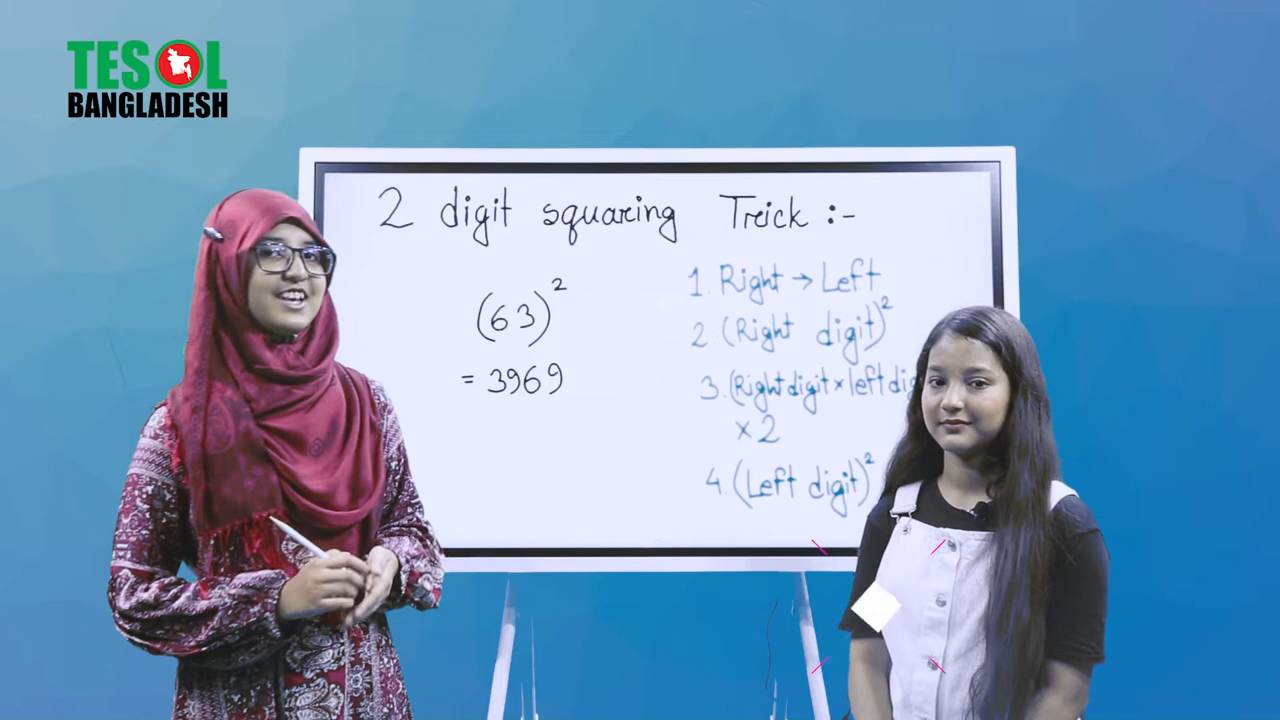 TESOL
BANGLADESH
2 digit squaring Trick :-
(63)²
= 3969
1. Right → Left
2. (Right digit)²
3. (Right digit × left dig
× 2
4. (Left digit)²